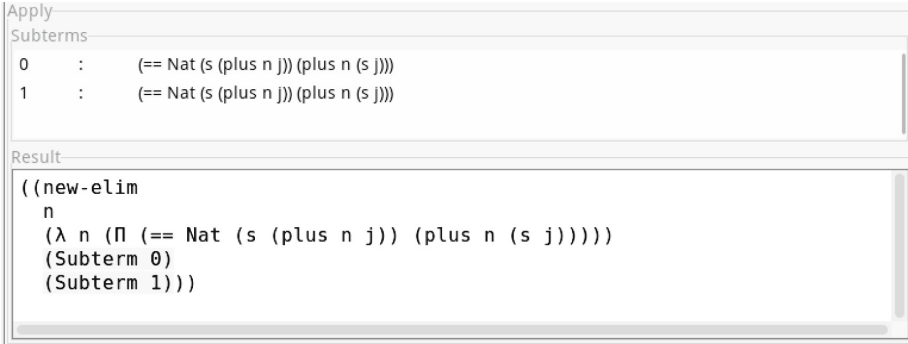 Apply
Subterms
0 : (== Nat (s (plus n j)) (plus n (s j)))
1 : (== Nat (s (plus n j)) (plus n (s j)))
Result
((new-elim
n
(λ n (Π (== Nat (s (plus n j)) (plus n (s j)))))
(Subterm 0)
(Subterm 1)))